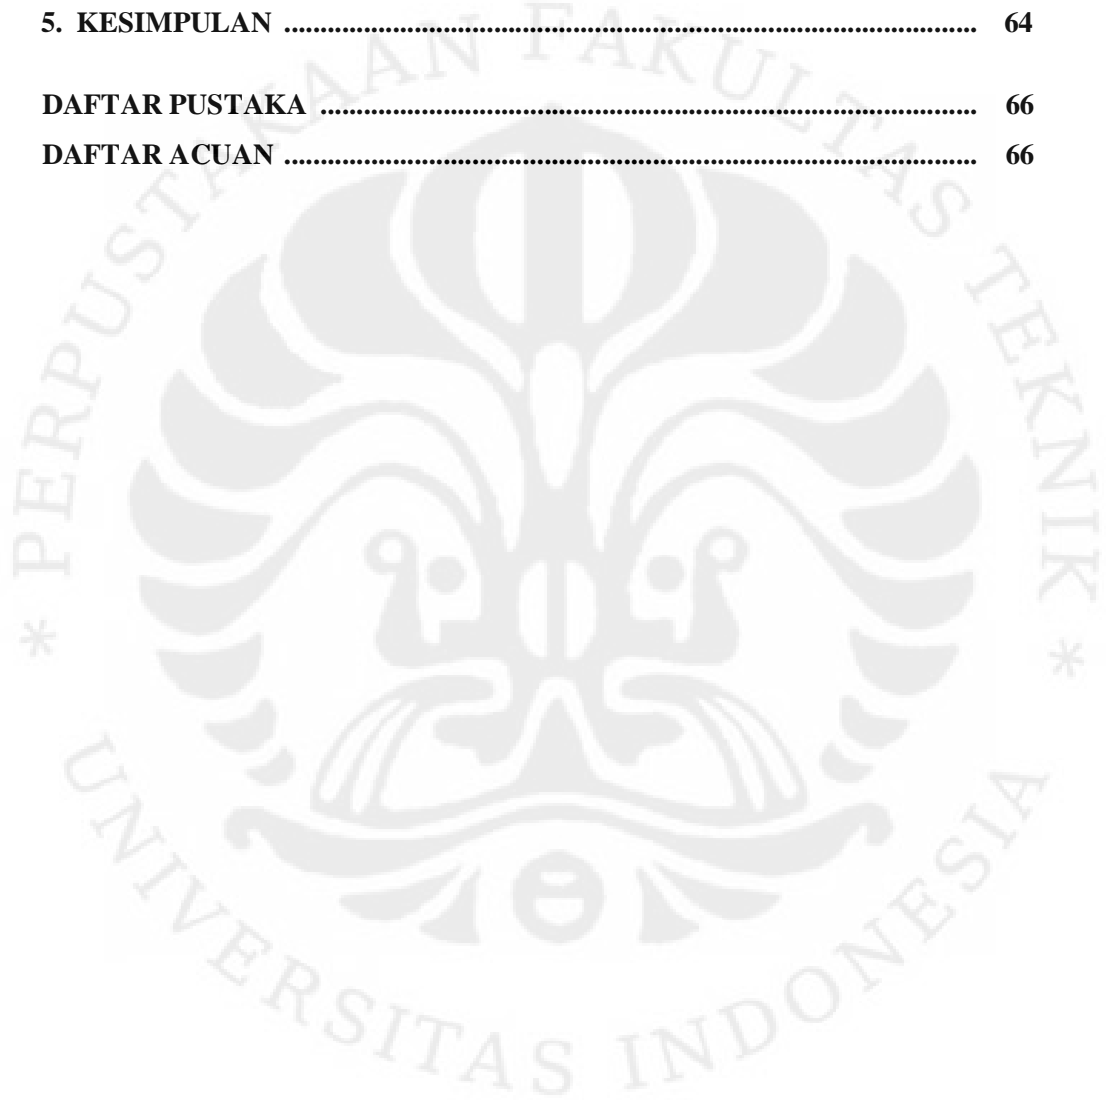 5. KESIMPULAN ................................................................................................ 64
DAFTAR PUSTAKA ........................................................................................... 66
DAFTAR ACUAN ................................................................................................ 66
* PERPUSTAKAAN FAKULTAS TEKNIK *
UNIVERSITAS INDONESIA